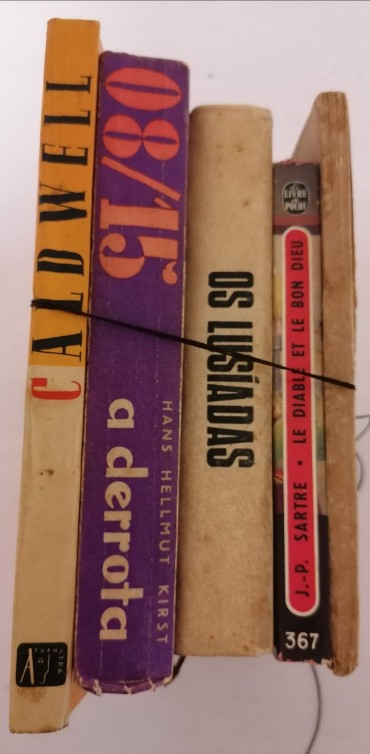 CALDWELL
08/15
a derrota
HANS HELLMUT KIRST
OS LUSÍADAS
LE LIVRE DE POCHE
J.-P. SARTRE • LE DIABLE ET LE BON DIEU
367